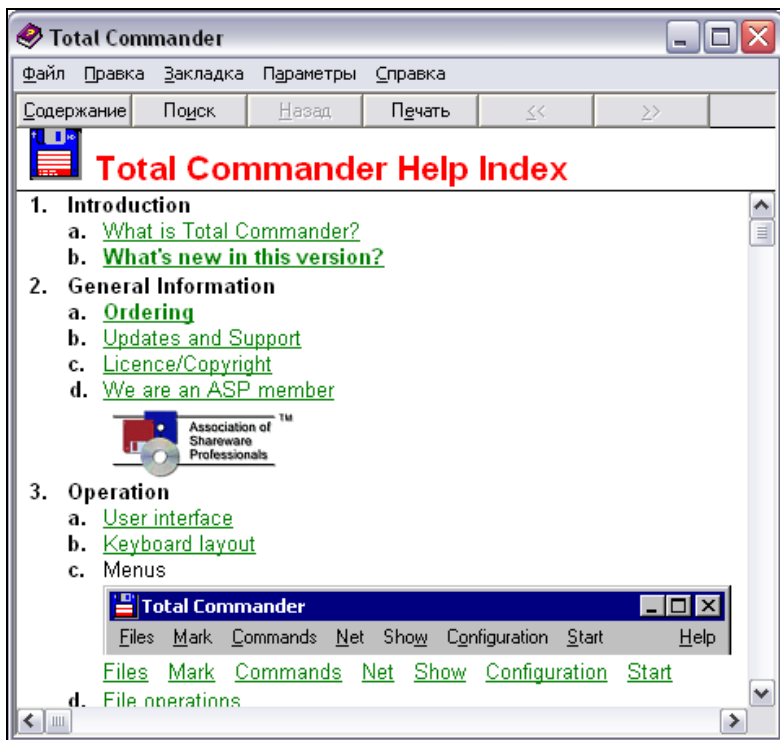 Total Commander
Файл Правка Закладка Параметры Справка
Содержание Поиск Назад Печать << >>
Total Commander Help Index
1. Introduction
a. What is Total Commander?
b. What's new in this version?
2. General Information
a. Ordering
b. Updates and Support
c. Licence/Copyright
d. We are an ASP member
Association of TM
Shareware
Professionals
3. Operation
a. User interface
b. Keyboard layout
c. Menus
Total Commander
Files Mark Commands Net Show Configuration Start Help
Files Mark Commands Net Show Configuration Start
d. File operations